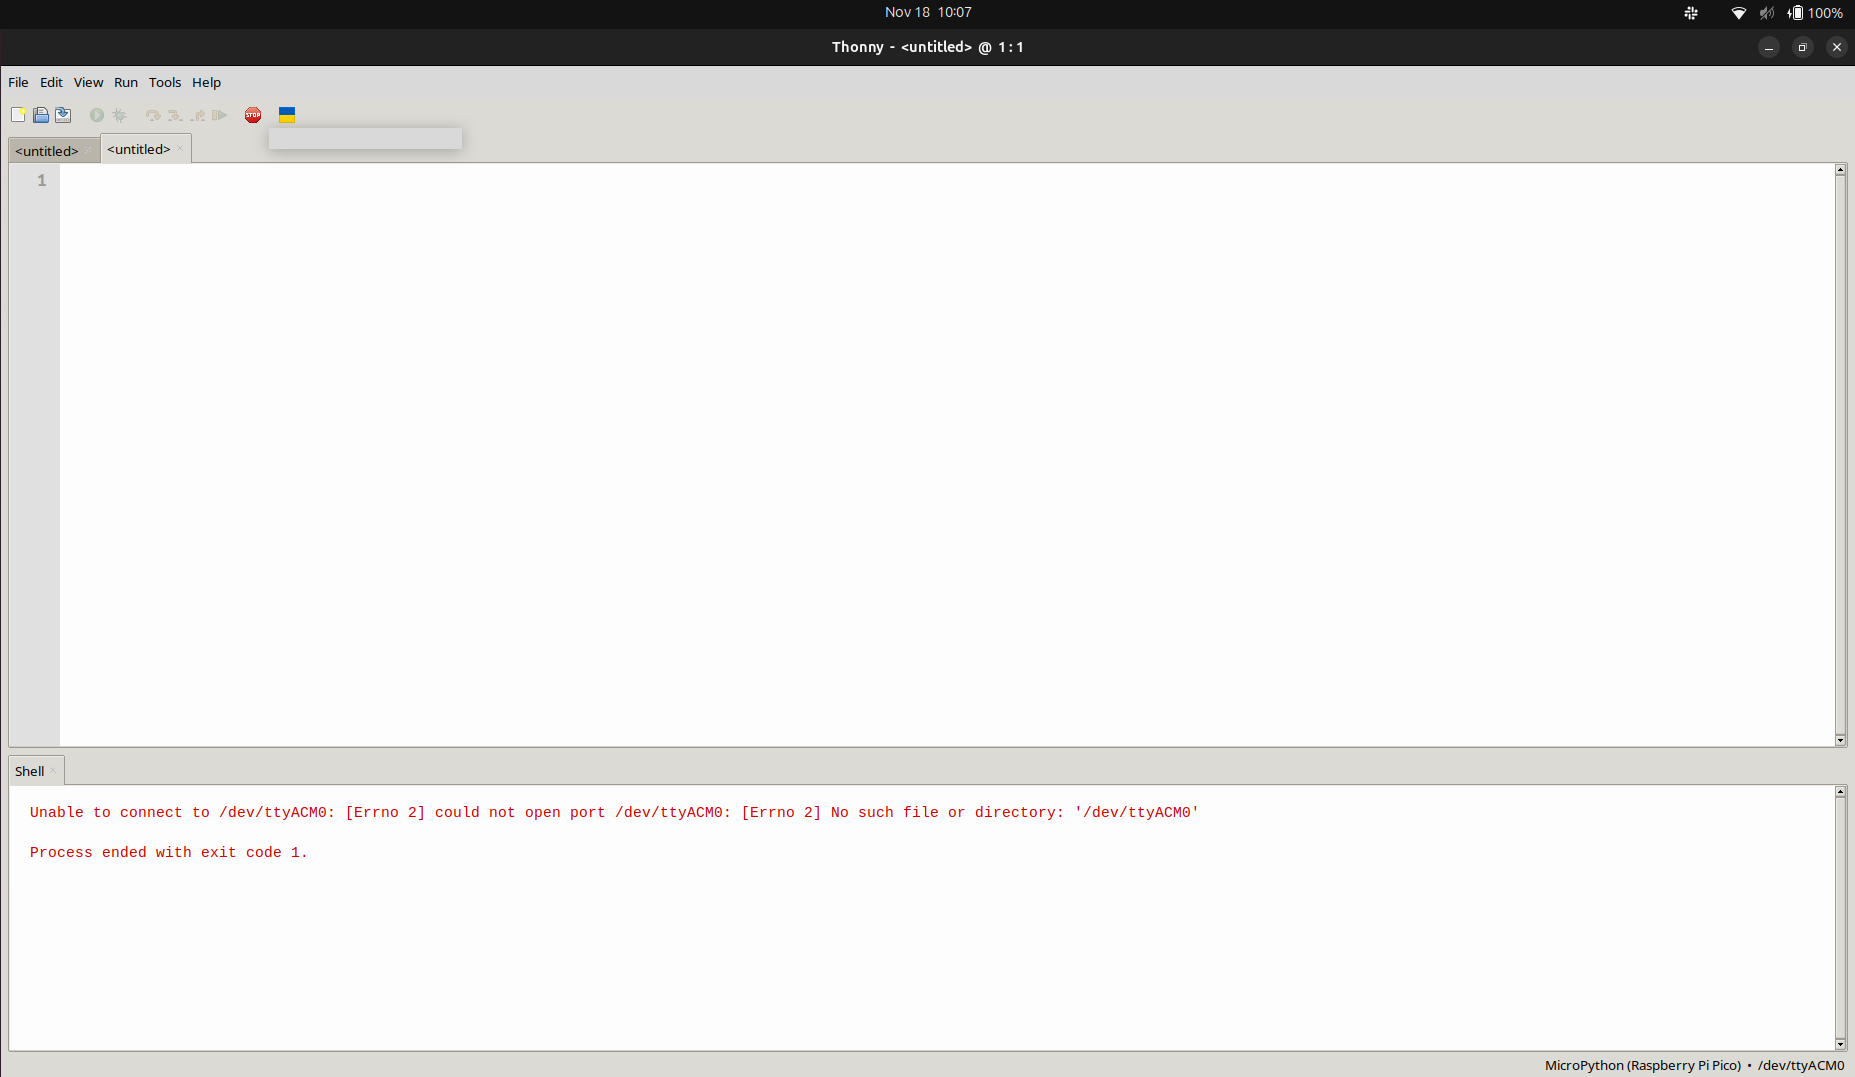 Nov 18 10:07
100%
Thonny - <untitled> @ 1 : 1
File Edit View Run Tools Help
STOP
<untitled> <untitled>
1
Shell
Unable to connect to /dev/ttyACM0: [Errno 2] could not open port /dev/ttyACM0: [Errno 2] No such file or directory: '/dev/ttyACM0'
Process ended with exit code 1.
MicroPython (Raspberry Pi Pico) • /dev/ttyACM0